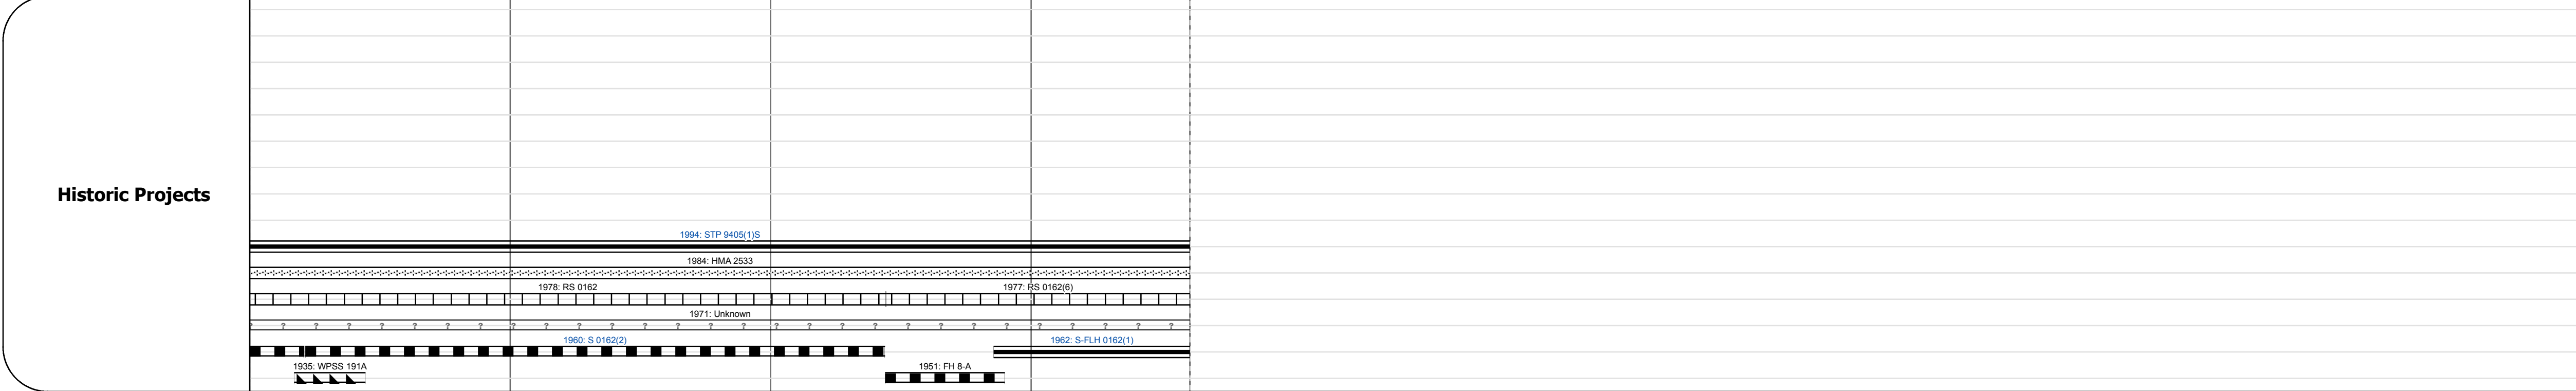 1994: STP 9405(1)S
1984: HMA 2533
1978: RS 0162
1977: RS 0162(6)
1971: Unknown
? ? ? ? ? ? ? ? ? ? ? ? ? ? ? ? ? ? ? ? ? ? ? ? ? ? ? ?
1960: S 0162(2)
1962: S-FLH 0162(1)
1935: WPSS 191A
1951: FH 8-A
Historic Projects